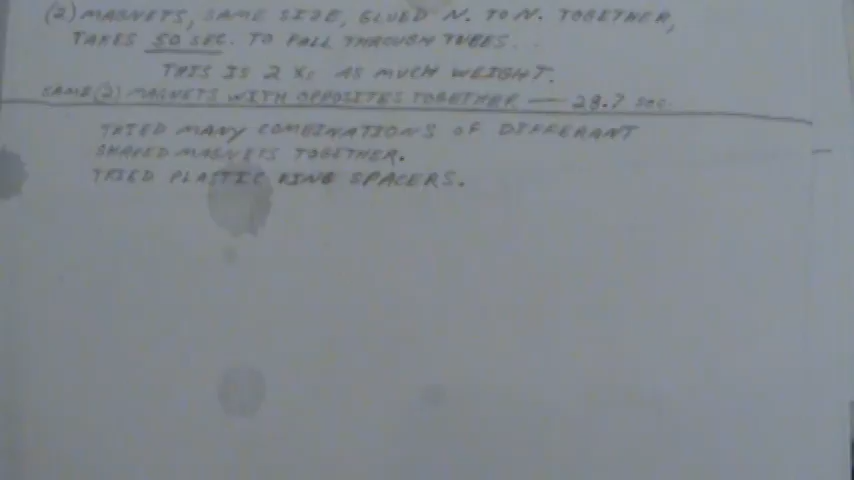 (2) MAGNETS, SAME SIZE, GLUED N. TO N. TOGETHER,
TAKES 50 SEC. TO FALL THROUGH TUBES..
THIS IS 2 Xs AS MUCH WEIGHT.
SAME (2) MAGNETS WITH OPPOSITES TOGETHER — 28.7 SEC.
TRIED MANY COMBINATIONS OF DIFFERANT
SHAPED MAGNETS TOGETHER.
TRIED PLASTIC RING SPACERS.